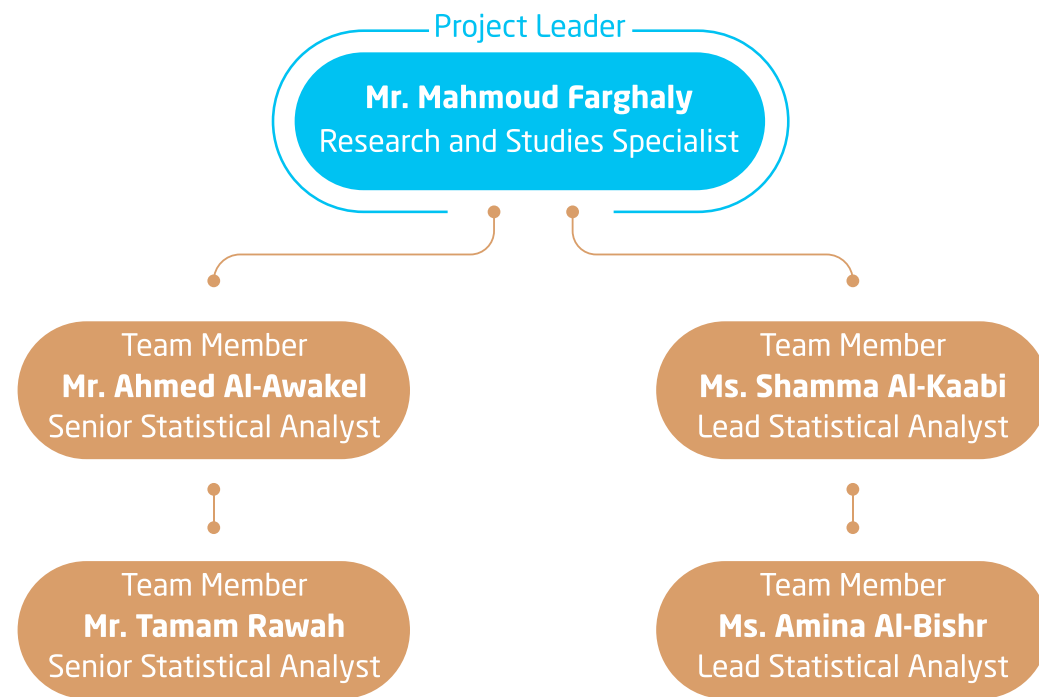 Project Leader
Mr. Mahmoud Farghaly
Research and Studies Specialist
Team Member
Mr. Ahmed Al-Awakel
Senior Statistical Analyst
Team Member
Ms. Shamma Al-Kaabi
Lead Statistical Analyst
Team Member
Mr. Tamam Rawah
Senior Statistical Analyst
Team Member
Ms. Amina Al-Bishr
Lead Statistical Analyst